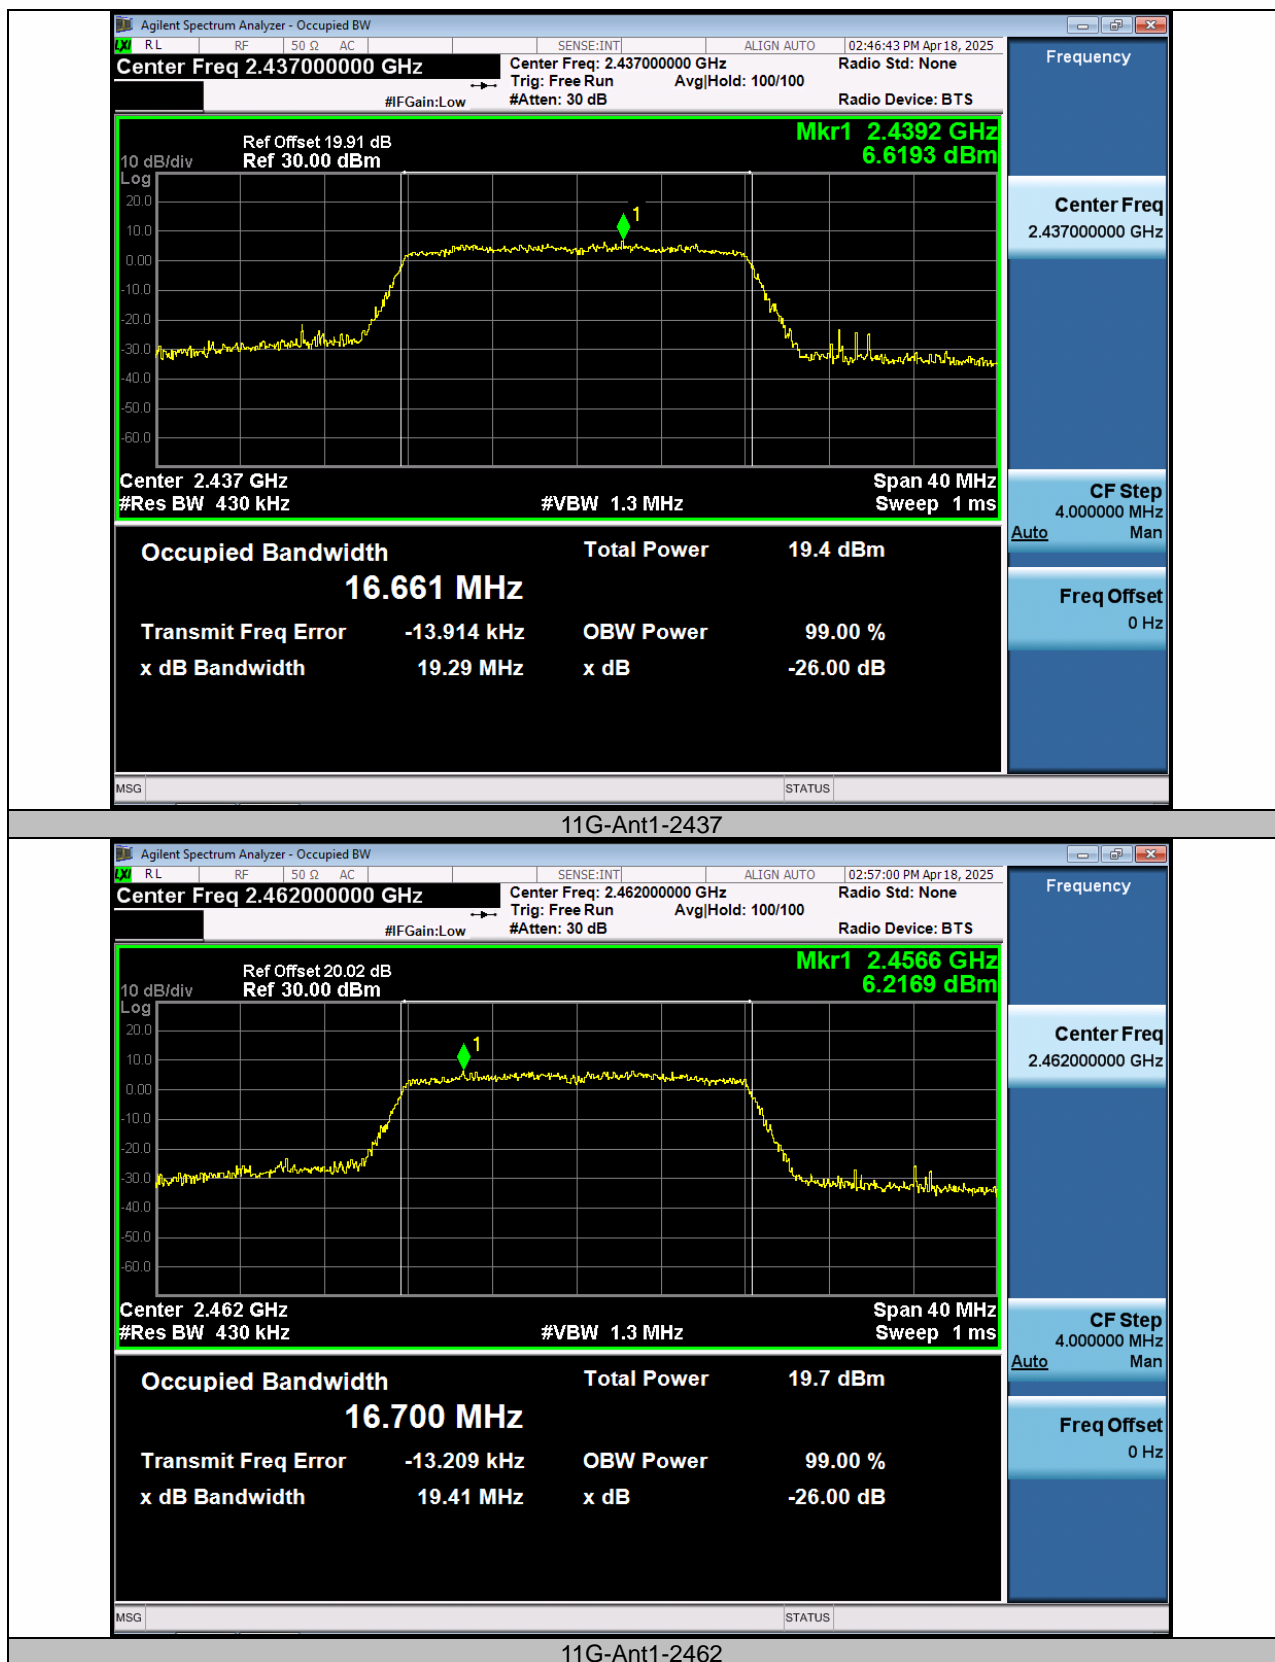 Agilent Spectrum Analyzer - Occupied BW
LXI RL RF 50 Ω AC SENSE:INT ALIGN AUTO 02:46:43 PM Apr 18, 2025
Center Freq 2.437000000 GHz
Center Freq: 2.437000000 GHz
Radio Std: None
Trig: Free Run Avg|Hold: 100/100
#IFGain:Low #Atten: 30 dB Radio Device: BTS
Frequency
Mkr1 2.4392 GHz
6.6193 dBm
Ref Offset 19.91 dB
10 dB/div Ref 30.00 dBm
Log
20.0
10.0
0.00
-10.0
-20.0
-30.0
-40.0
-50.0
-60.0
1
Center 2.437 GHz Span 40 MHz
#Res BW 430 kHz #VBW 1.3 MHz Sweep 1 ms
Center Freq
2.437000000 GHz
CF Step
4.000000 MHz
Auto Man
Freq Offset
0 Hz
Occupied Bandwidth Total Power 19.4 dBm
16.661 MHz
Transmit Freq Error -13.914 kHz OBW Power 99.00 %
x dB Bandwidth 19.29 MHz x dB -26.00 dB
MSG STATUS
11G-Ant1-2437
Agilent Spectrum Analyzer - Occupied BW
LXI RL RF 50 Ω AC SENSE:INT ALIGN AUTO 02:57:00 PM Apr 18, 2025
Center Freq 2.462000000 GHz
Center Freq: 2.462000000 GHz
Radio Std: None
Trig: Free Run Avg|Hold: 100/100
#IFGain:Low #Atten: 30 dB Radio Device: BTS
Frequency
Mkr1 2.4566 GHz
6.2169 dBm
Ref Offset 20.02 dB
10 dB/div Ref 30.00 dBm
Log
20.0
10.0
0.00
-10.0
-20.0
-30.0
-40.0
-50.0
-60.0
1
Center 2.462 GHz Span 40 MHz
#Res BW 430 kHz #VBW 1.3 MHz Sweep 1 ms
Center Freq
2.462000000 GHz
CF Step
4.000000 MHz
Auto Man
Freq Offset
0 Hz
Occupied Bandwidth Total Power 19.7 dBm
16.700 MHz
Transmit Freq Error -13.209 kHz OBW Power 99.00 %
x dB Bandwidth 19.41 MHz x dB -26.00 dB
MSG STATUS
11G-Ant1-2462